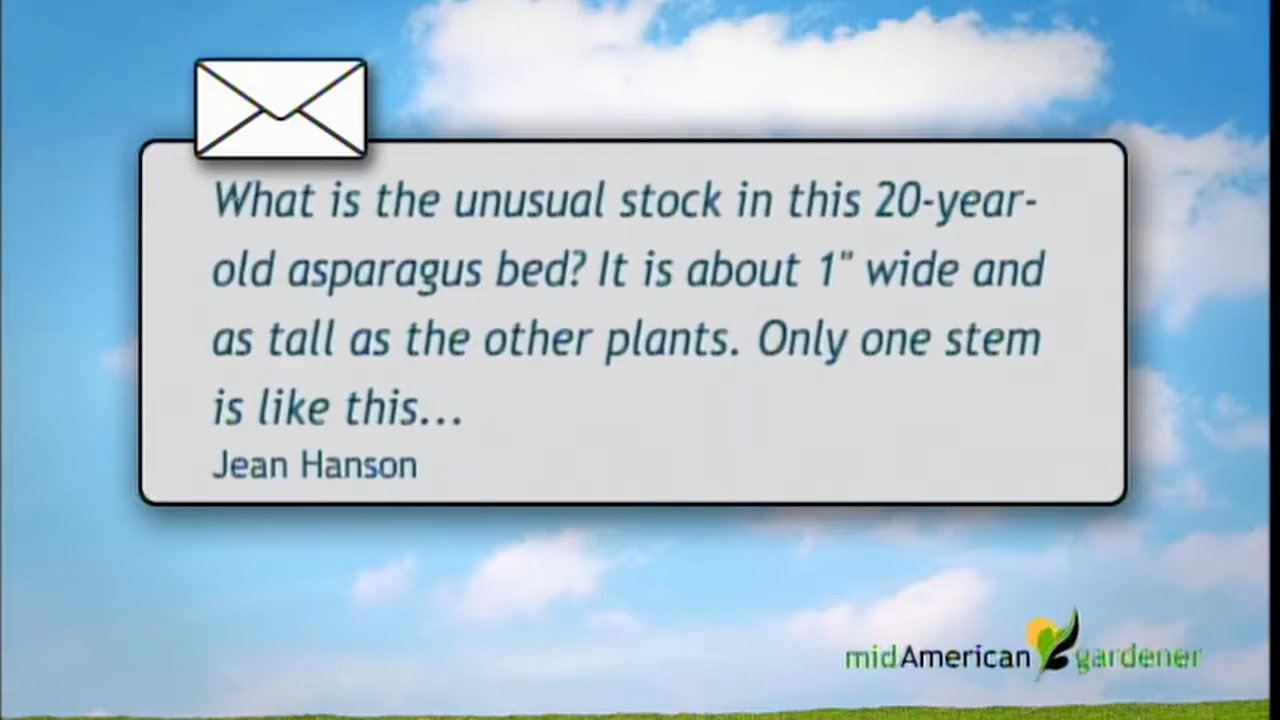 What is the unusual stock in this 20-year-
old asparagus bed? It is about 1" wide and
as tall as the other plants. Only one stem
is like this...
Jean Hanson
midAmerican gardener